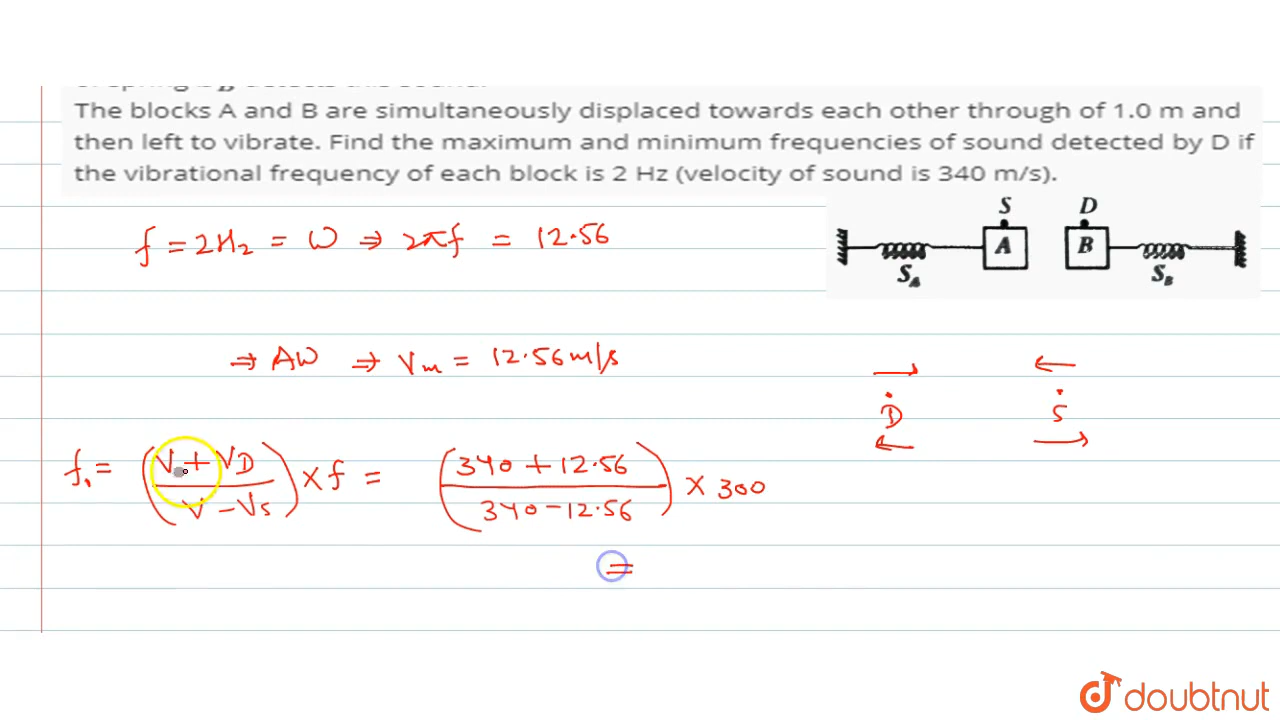 The blocks A and B are simultaneously displaced towards each other through of 1.0 m and
then left to vibrate. Find the maximum and minimum frequencies of sound detected by D if
the vibrational frequency of each block is 2 Hz (velocity of sound is 340 m/s).
S D
A B
S_A S_B
f = 2Hz = ω ⇒ 2πf = 12.56
⇒ Aω ⇒ Vm = 12.56 m/s
D S
f₁ = (V + VD / V - Vs) × f = (340 + 12.56 / 340 - 12.56) × 300
=
doubtnut